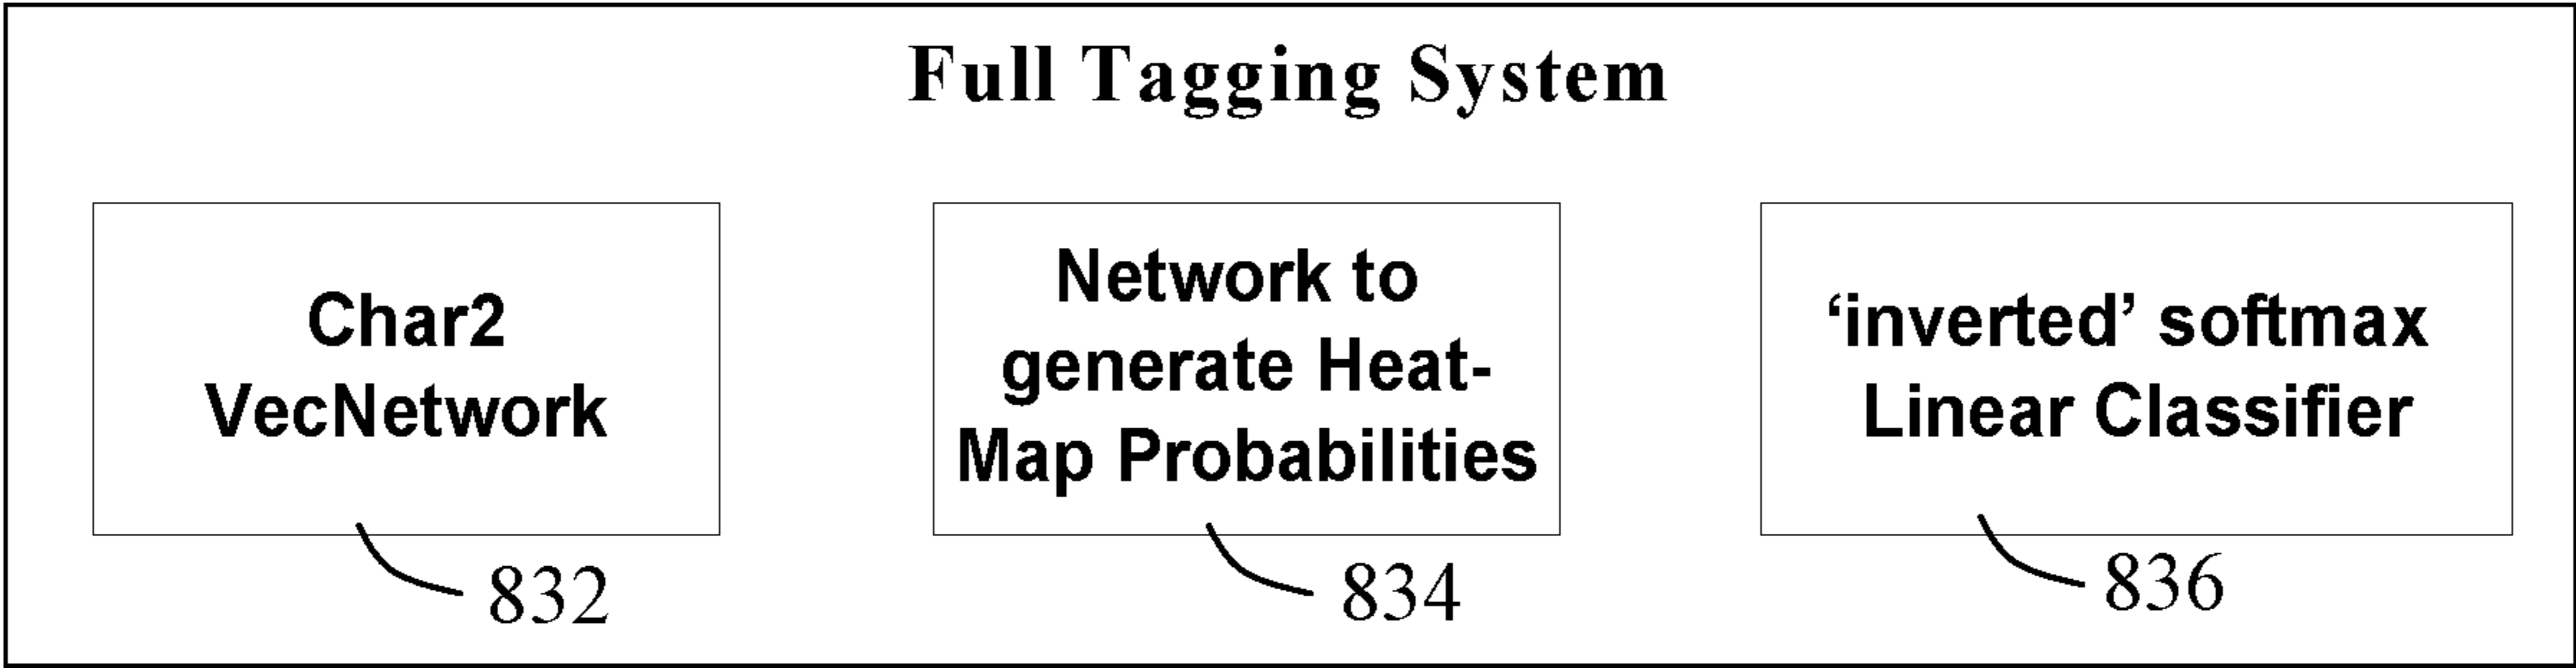 Full Tagging System
Char2
VecNetwork
832
Network to
generate Heat-
Map Probabilities
834
‘inverted’ softmax
Linear Classifier
836